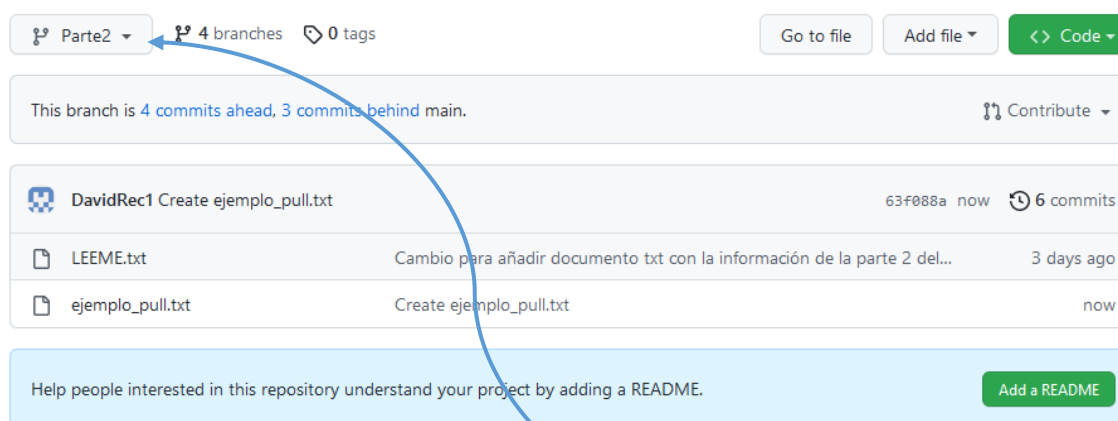 Parte2 4 branches 0 tags Go to file Add file Code
This branch is 4 commits ahead, 3 commits behind main. Contribute
DavidRec1 Create ejemplo_pull.txt 63f088a now 6 commits
LEEME.txt Cambio para añadir documento txt con la información de la parte 2 del... 3 days ago
ejemplo_pull.txt Create ejemplo_pull.txt now
Help people interested in this repository understand your project by adding a README. Add a README